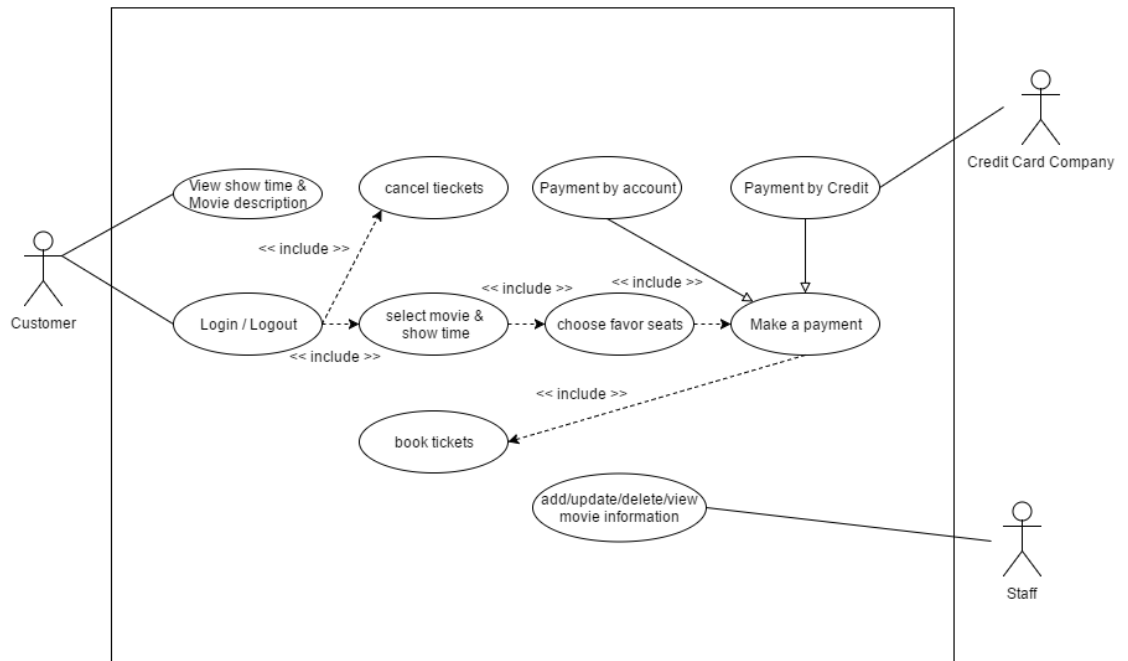 Credit Card Company
View show time &
Movie description
cancel tieckets
Payment by account
Payment by Credit
<< include >>
<< include >>
<< include >>
Customer
Login / Logout
select movie &
show time
choose favor seats
Make a payment
<< include >>
<< include >>
book tickets
add/update/delete/view
movie information
Staff